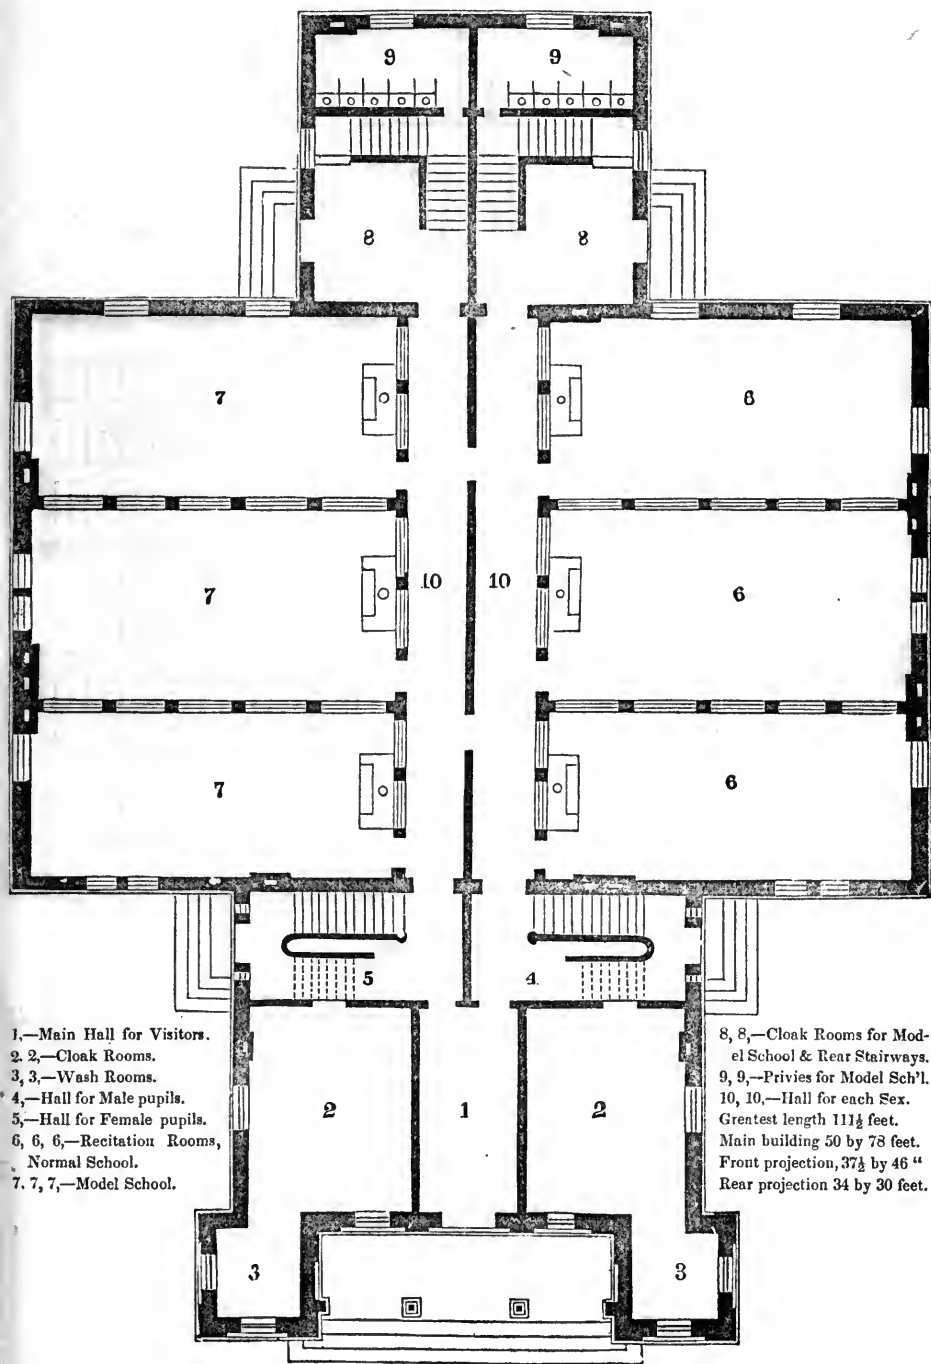 9 9
8 8
7 6
10 10
7 6
7 6
5 4.
2 1 2
3 3
1,—Main Hall for Visitors.
2. 2,—Cloak Rooms.
3, 3,—Wash Rooms.
4,—Hall for Male pupils.
5,—Hall for Female pupils.
6, 6, 6,—Recitation Rooms,
Normal School.
7. 7, 7,—Model School.
8, 8,—Cloak Rooms for Mod-
el School & Rear Stairways.
9, 9,—Privies for Model Sch'l.
10, 10,—Hall for each Sex.
Greatest length 111½ feet.
Main building 50 by 78 feet.
Front projection, 37½ by 46 “
Rear projection 34 by 30 feet.